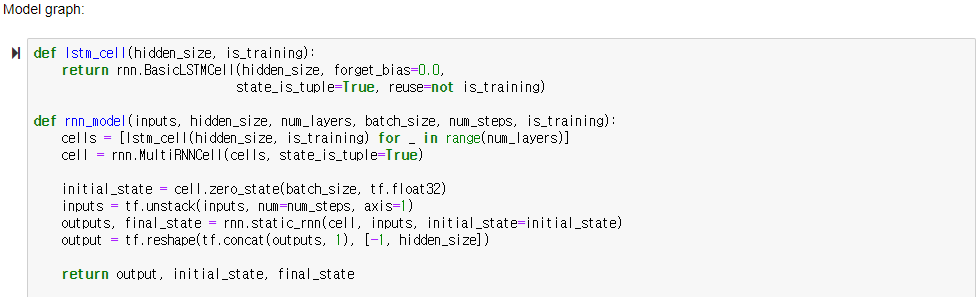 Model graph:
def lstm_cell(hidden_size, is_training):
    return rnn.BasicLSTMCell(hidden_size, forget_bias=0.0,
                             state_is_tuple=True, reuse=not is_training)
def rnn_model(inputs, hidden_size, num_layers, batch_size, num_steps, is_training):
    cells = [lstm_cell(hidden_size, is_training) for _ in range(num_layers)]
    cell = rnn.MultiRNNCell(cells, state_is_tuple=True)
    initial_state = cell.zero_state(batch_size, tf.float32)
    inputs = tf.unstack(inputs, num=num_steps, axis=1)
    outputs, final_state = rnn.static_rnn(cell, inputs, initial_state=initial_state)
    output = tf.reshape(tf.concat(outputs, 1), [-1, hidden_size])
    return output, initial_state, final_state